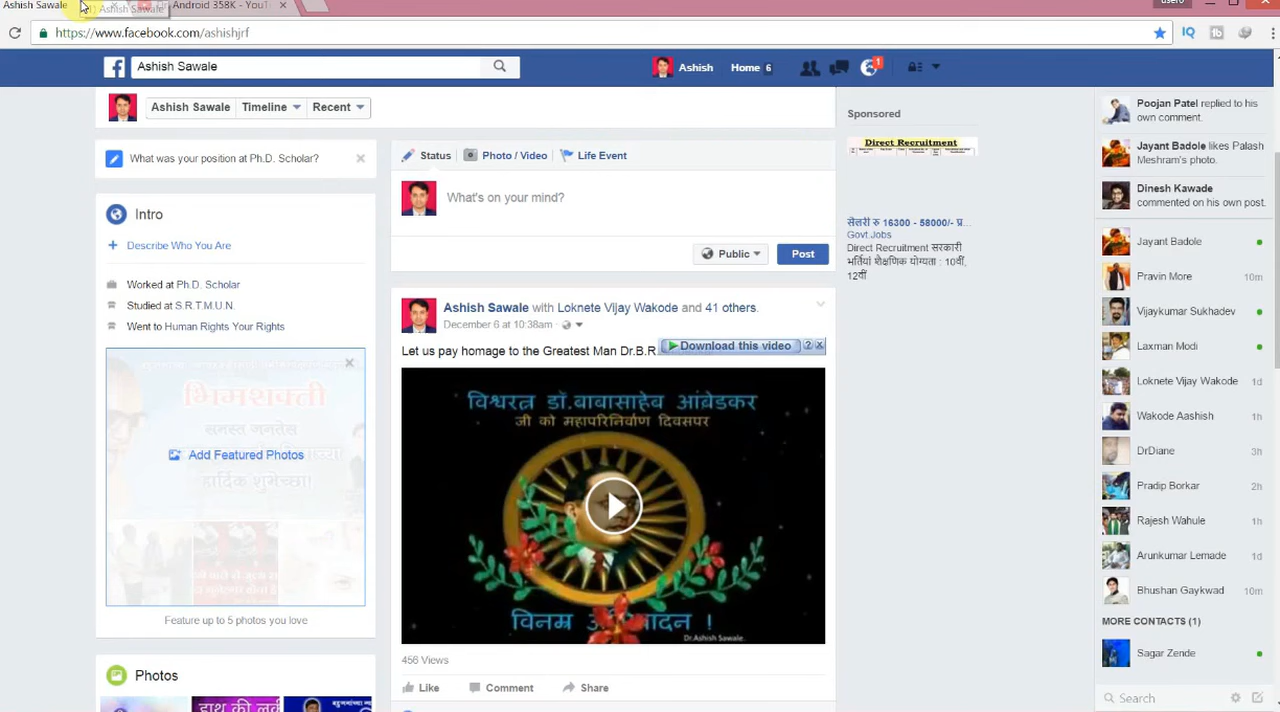 Ashish Sawale
Ashish Sawale
Android 358K - YouT
https://www.facebook.com/ashishjrf
IQ
Ashish Sawale
Ashish
Home 6
1
Ashish Sawale
Timeline
Recent
What was your position at Ph.D. Scholar?
Intro
Describe Who You Are
Worked at Ph.D. Scholar
Studied at S.R.T.M.U.N.
Went to Human Rights Your Rights
भिमशक्ती
समस्त जनतेस
हार्दिक शुभेच्छा!
Add Featured Photos
Feature up to 5 photos you love
Photos
Status
Photo / Video
Life Event
What's on your mind?
Public
Post
Ashish Sawale with Loknete Vijay Wakode and 41 others.
December 6 at 10:38am
Let us pay homage to the Greatest Man Dr.B.R
Download this video
विश्वरत्न डॉ.बाबासाहेब आंबेडकर
जी को महापरिनिर्वाण दिवसपर
विनम्र
!
Dr.Ashish Sawale.
456 Views
Like
Comment
Share
Sponsored
Direct Recruitment
सेलरी रु 16300 - 58000/- प्र...
Govt.Jobs
Direct Recruitment सरकारी
भर्तियां शैक्षणिक योग्यता : 10वीं,
12वीं
Poojan Patel replied to his
own comment.
Jayant Badole likes Palash
Meshram's photo.
Dinesh Kawade
commented on his own post.
Jayant Badole
Pravin More 10m
Vijaykumar Sukhadev
Laxman Modi
Loknete Vijay Wakode 1d
Wakode Aashish 1h
DrDiane 3h
Pradip Borkar 2h
Rajesh Wahule 1h
Arunkumar Lemade 1d
Bhushan Gaykwad 10m
MORE CONTACTS (1)
Sagar Zende
Search